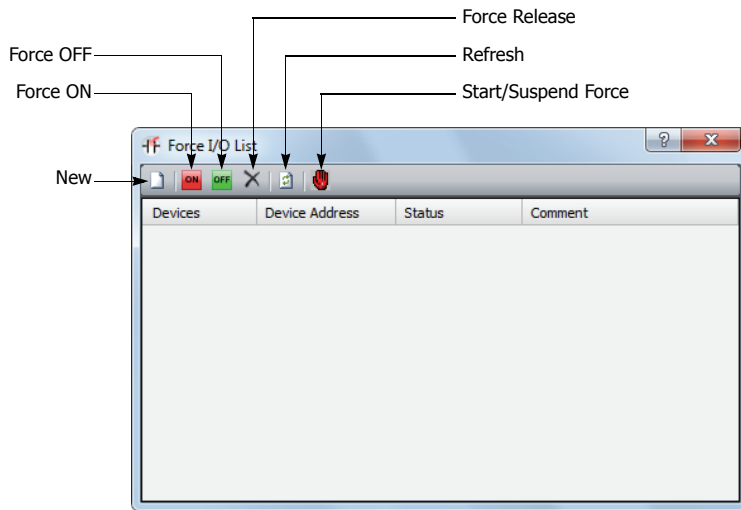 Force Release
Force OFF
Refresh
Force ON
Start/Suspend Force
Force I/O List
?
X
New
ON
OFF
Devices
Device Address
Status
Comment